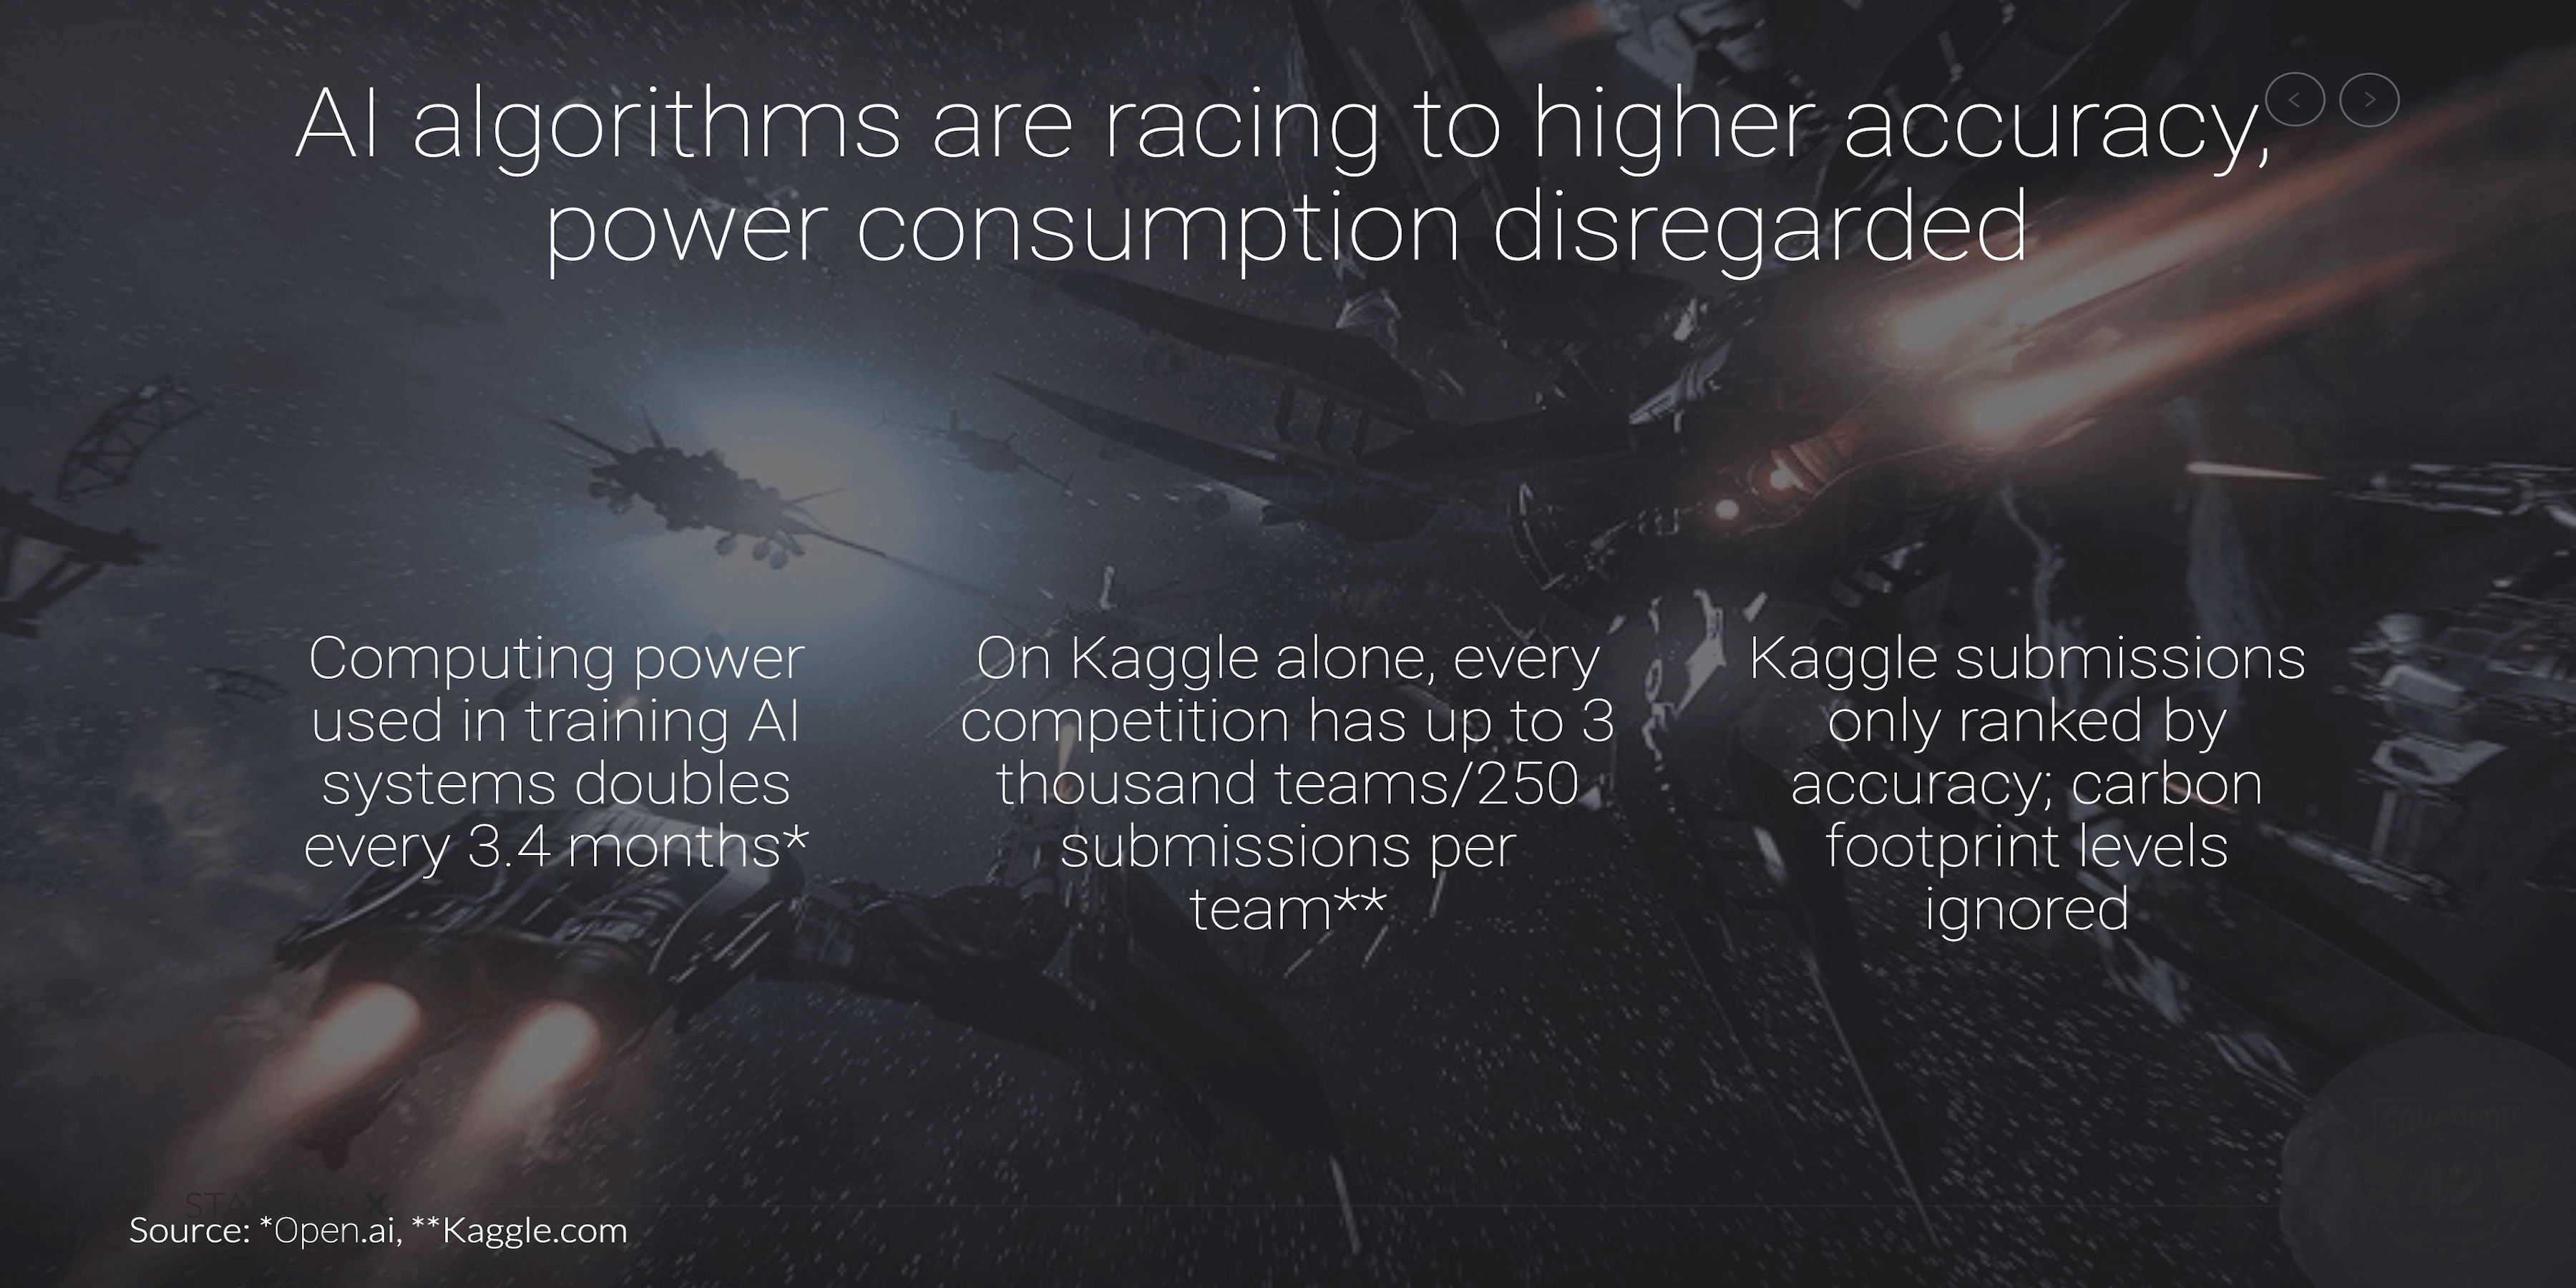 AI algorithms are racing to higher accuracy,
power consumption disregarded
Computing power
used in training AI
systems doubles
every 3.4 months*
On Kaggle alone, every
competition has up to 3
thousand teams/250
submissions per
team**
Kaggle submissions
only ranked by
accuracy; carbon
footprint levels
ignored
Source: *Open.ai, **Kaggle.com